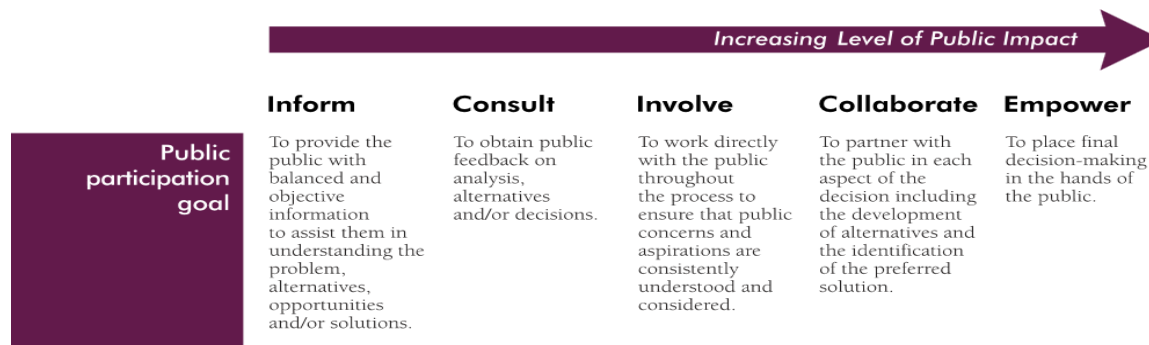 Increasing Level of Public Impact
Inform
To provide the
public with
balanced and
objective
information
to assist them in
understanding the
problem,
alternatives,
opportunities
and/or solutions.
Consult
To obtain public
feedback on
analysis,
alternatives
and/or decisions.
Involve
To work directly
with the public
throughout
the process to
ensure that public
concerns and
aspirations are
consistently
understood and
considered.
Collaborate
To partner with
the public in each
aspect of the
decision including
the development
of alternatives and
the identification
of the preferred
solution.
Empower
To place final
decision-making
in the hands of
the public.
Public
participation
goal